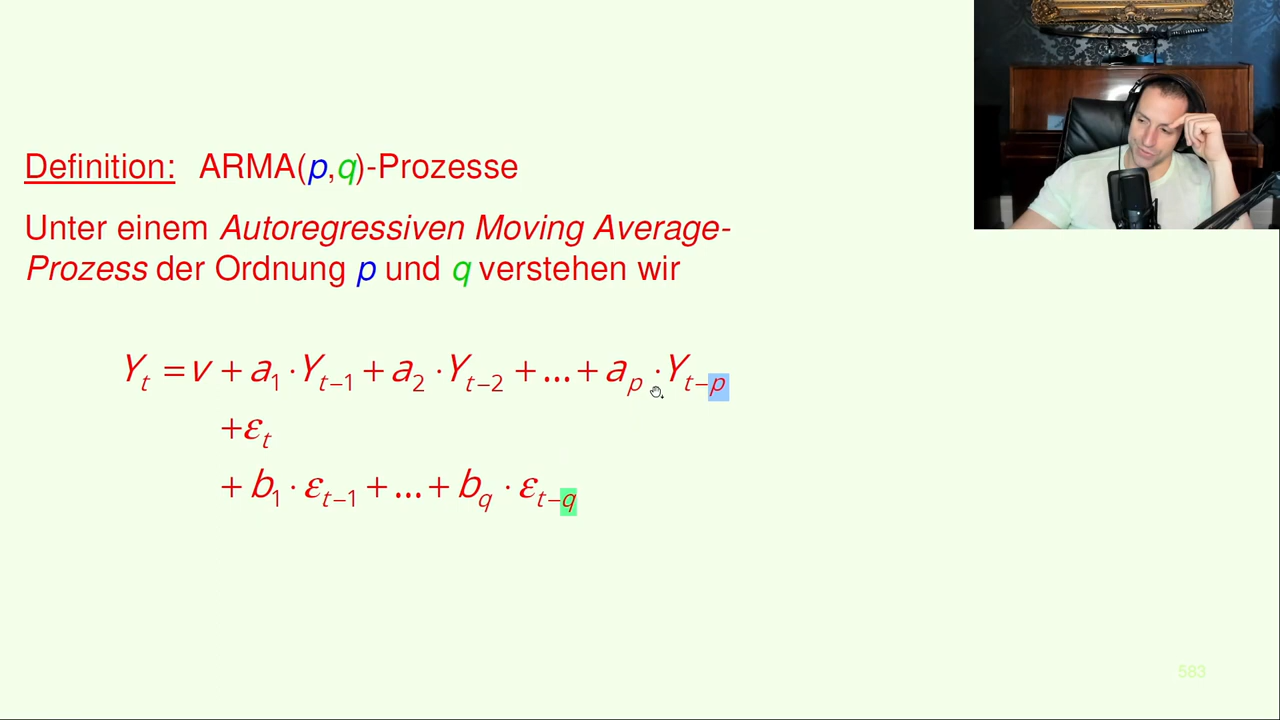 Definition: ARMA(p,q)-Prozesse
Unter einem Autoregressiven Moving Average-
Prozess der Ordnung p und q verstehen wir
Y_t = v + a_1 · Y_{t−1} + a_2 · Y_{t−2} + ... + a_p · Y_{t−p}
+ε_t
+ b_1 · ε_{t−1} + ... + b_q · ε_{t−q}
583